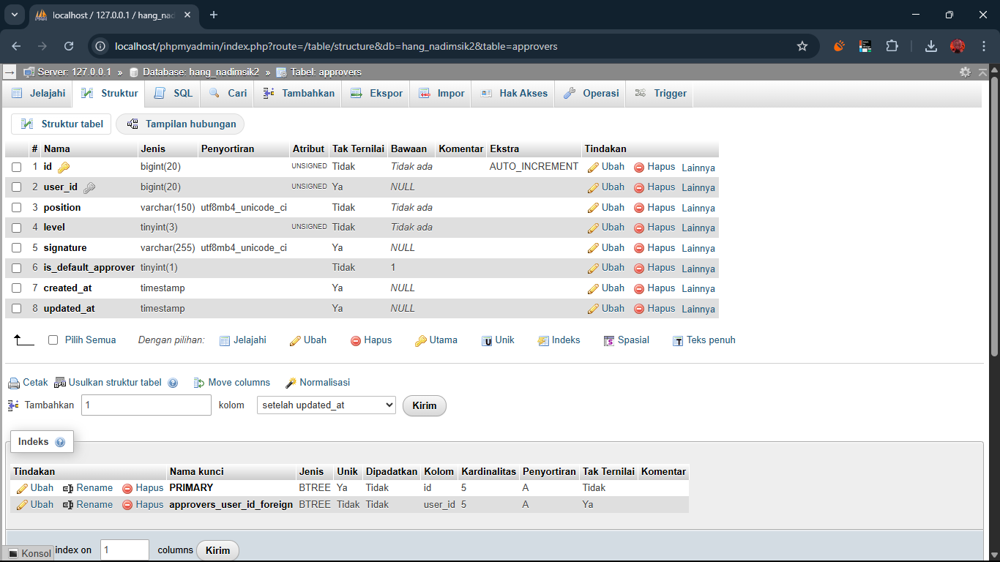 localhost / 127.0.0.1 / hang_nad
localhost/phpmyadmin/index.php?route=/table/structure&db=hang_nadimsik2&table=approvers
Server: 127.0.0.1 » Database: hang_nadimsik2 » Tabel: approvers
Jelajahi Struktur SQL Cari Tambahkan Ekspor Impor Hak Akses Operasi Trigger
Struktur tabel Tampilan hubungan
# Nama Jenis Penyortiran Atribut Tak Ternilai Bawaan Komentar Ekstra Tindakan
1 id bigint(20) UNSIGNED Tidak Tidak ada AUTO_INCREMENT Ubah Hapus Lainnya
2 user_id bigint(20) UNSIGNED Ya NULL Ubah Hapus Lainnya
3 position varchar(150) utf8mb4_unicode_ci Tidak Tidak ada Ubah Hapus Lainnya
4 level tinyint(3) UNSIGNED Tidak Tidak ada Ubah Hapus Lainnya
5 signature varchar(255) utf8mb4_unicode_ci Ya NULL Ubah Hapus Lainnya
6 is_default_approver tinyint(1) Tidak 1 Ubah Hapus Lainnya
7 created_at timestamp Ya NULL Ubah Hapus Lainnya
8 updated_at timestamp Ya NULL Ubah Hapus Lainnya
Pilih Semua Dengan pilihan: Jelajahi Ubah Hapus Utama Unik Indeks Spasial Teks penuh
Cetak Usulkan struktur tabel Move columns Normalisasi
Tambahkan 1 kolom setelah updated_at Kirim
Indeks
Tindakan Nama kunci Jenis Unik Dipadatkan Kolom Kardinalitas Penyortiran Tak Ternilai Komentar
Ubah Rename Hapus PRIMARY BTREE Ya Tidak id 5 A Tidak
Ubah Rename Hapus approvers_user_id_foreign BTREE Tidak Tidak user_id 5 A Ya
Konsol index on 1 columns Kirim